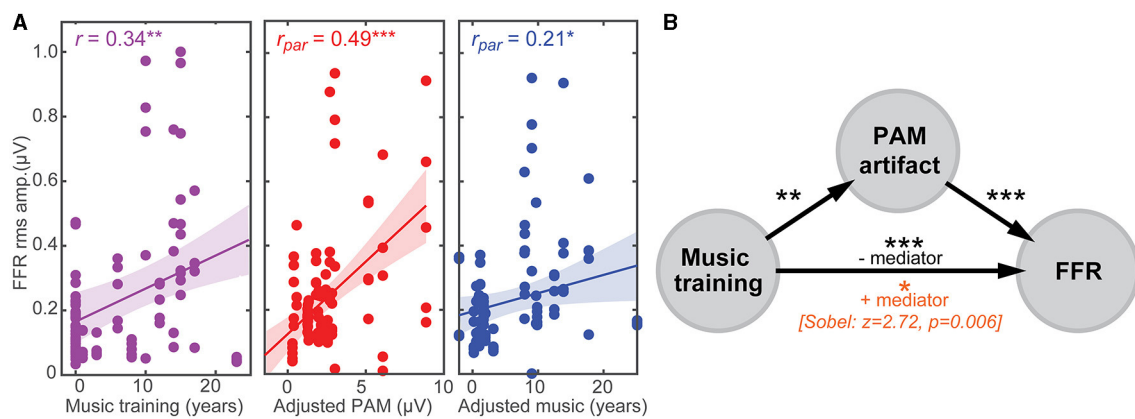 A
r = 0.34**
r_par = 0.49***
r_par = 0.21*
FFR rms amp.(µV)
1.0
0.8
0.6
0.4
0.2
0
0 10 20
Music training (years)
0 5 10
Adjusted PAM (µV)
0 10 20
Adjusted music (years)
B
PAM
artifact
**
***
Music
training
***
- mediator
*
+ mediator
[Sobel: z=2.72, p=0.006]
FFR